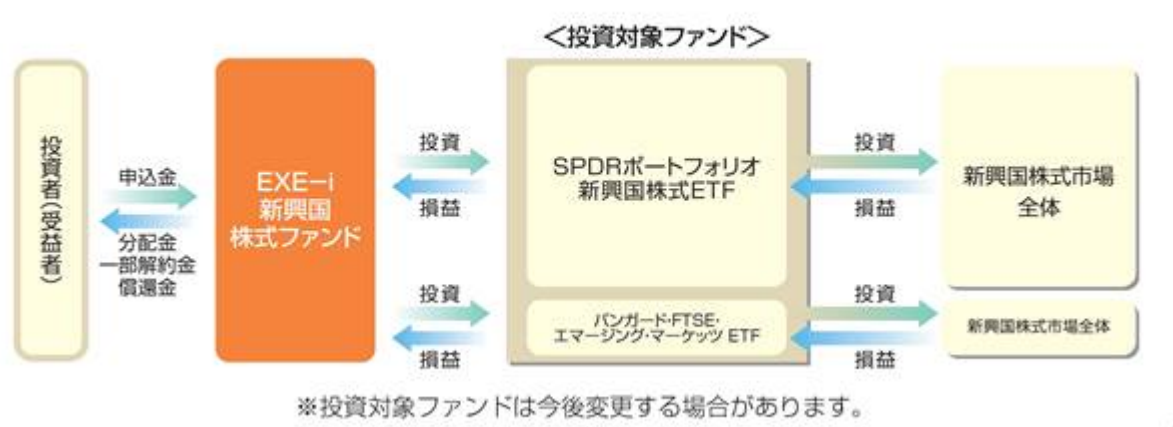 ＜投資対象ファンド＞
投資者（受益者）
申込金
分配金
一部解約金
償還金
EXE-i
新興国
株式ファンド
投資
損益
投資
損益
SPDRポートフォリオ
新興国株式ETF
バンガード・FTSE・
エマージング・マーケッツ ETF
投資
損益
投資
損益
新興国株式市場
全体
新興国株式市場全体
※投資対象ファンドは今後変更する場合があります。